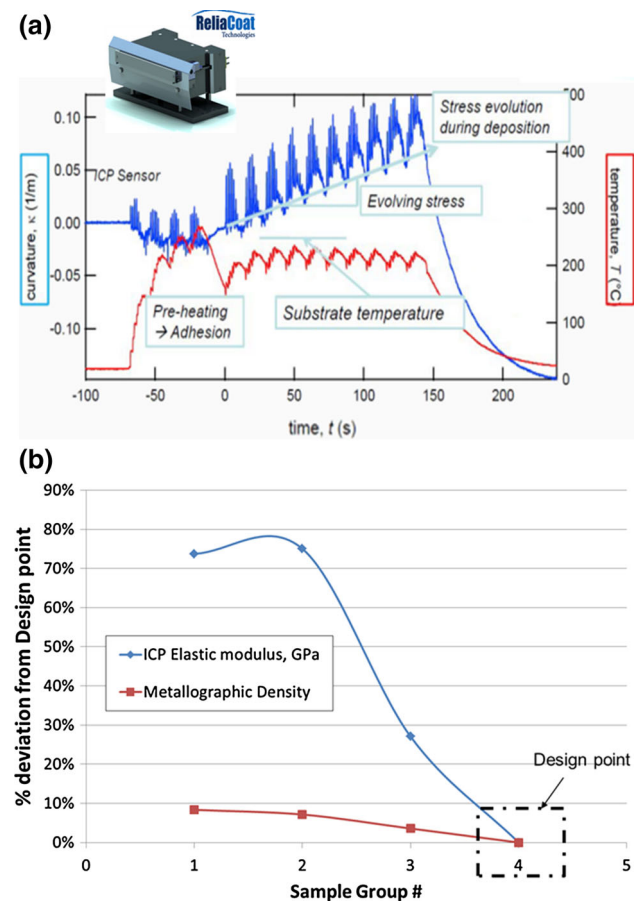 (a)
ReliaCoat
Technologies
0.10
0.05
0.00
-0.05
-0.10
curvature, κ (1/m)
500
400
300
200
100
0
temperature, T (°C)
ICP Sensor
Stress evolution
during deposition
Evolving stress
Pre-heating
→ Adhesion
Substrate temperature
-100
-50
0
50
100
150
200
time, t (s)
(b)
90%
80%
70%
60%
50%
40%
30%
20%
10%
0%
% deviation from Design point
ICP Elastic modulus, GPa
Metallographic Density
Design point
0
1
2
3
4
5
Sample Group #